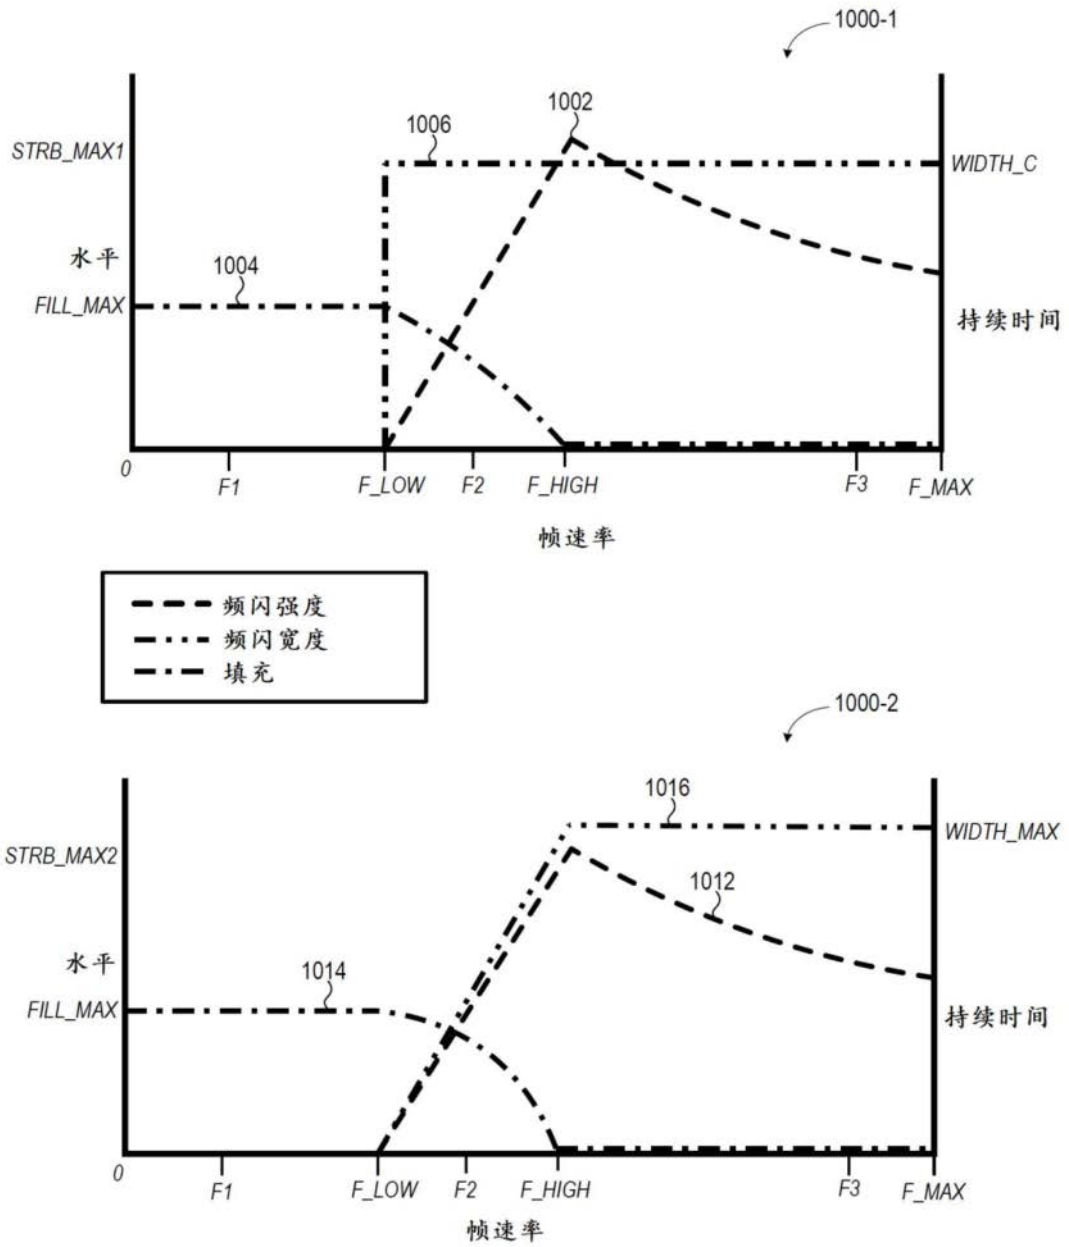 1000-1
1002
1006
STRB_MAX1
WIDTH_C
水平
1004
FILL_MAX
持续时间
0
F1 F_LOW F2 F_HIGH F3 F_MAX
帧速率
频闪强度
频闪宽度
填充
1000-2
1016
WIDTH_MAX
STRB_MAX2
1012
水平
1014
FILL_MAX
持续时间
0
F1 F_LOW F2 F_HIGH F3 F_MAX
帧速率